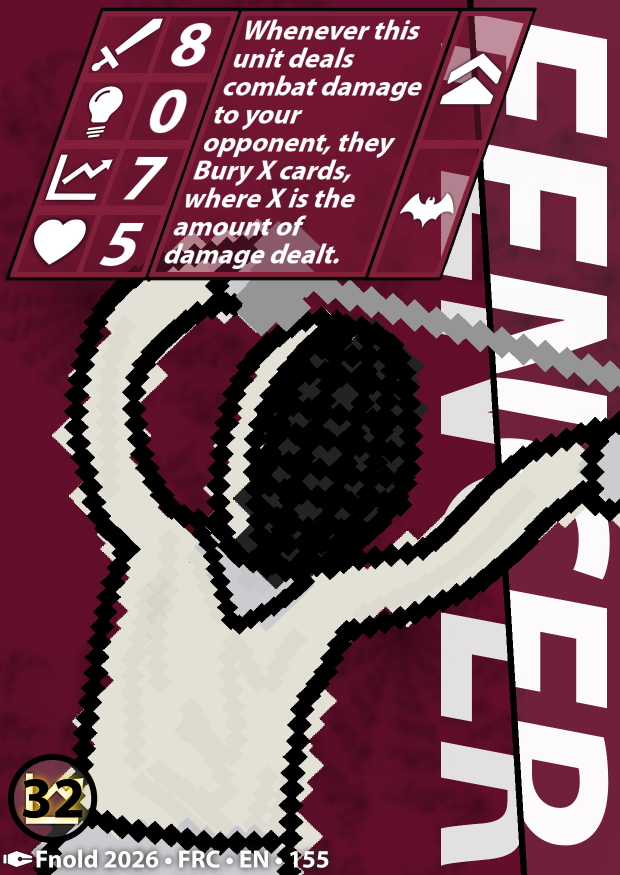 8
0
7
5
Whenever this
unit deals
combat damage
to your
opponent, they
Bury X cards,
where X is the
amount of
damage dealt.
FENCER
FENCER
32
Fnold 2026 • FRC • EN • 155